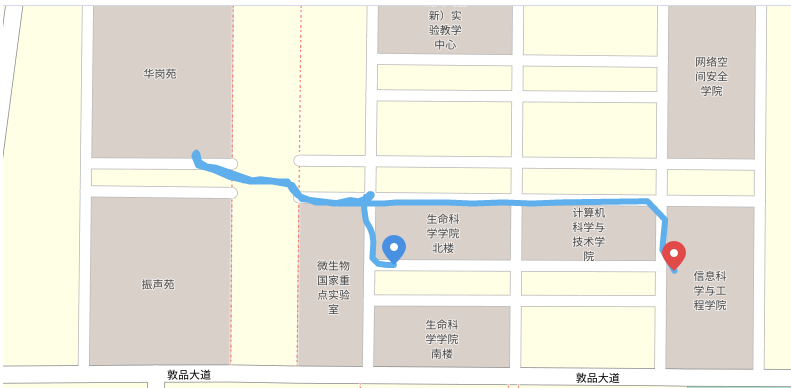 新）实
验教学
中心
华岗苑
网络空
间安全
学院
生命科
学学院
北楼
计算机
科学与
技术学
院
微生物
国家重
点实验
室
振声苑
信息科
学与工
程学院
生命科
学学院
南楼
敦品大道
敦品大道